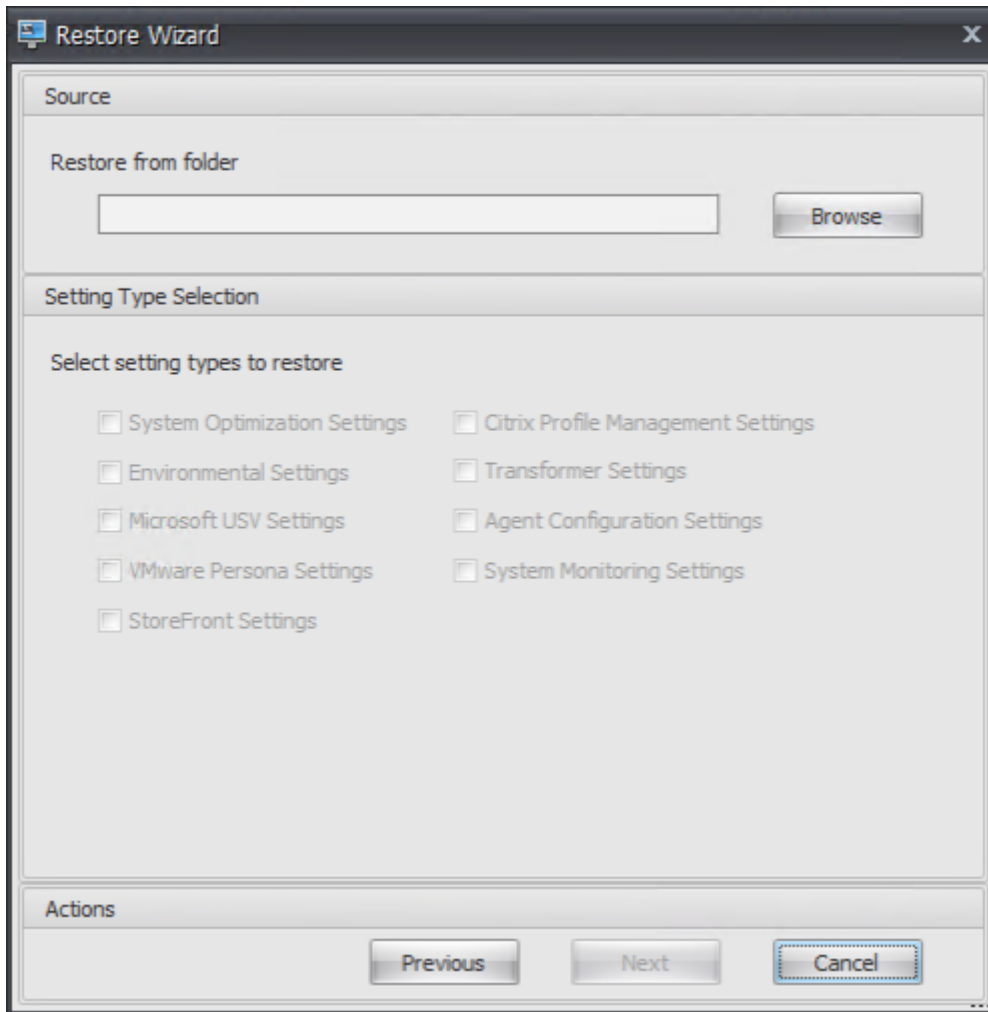 Restore Wizard
Source
Restore from folder
Browse
Setting Type Selection
Select setting types to restore
System Optimization Settings
Citrix Profile Management Settings
Environmental Settings
Transformer Settings
Microsoft USV Settings
Agent Configuration Settings
VMware Persona Settings
System Monitoring Settings
StoreFront Settings
Actions
Previous
Next
Cancel